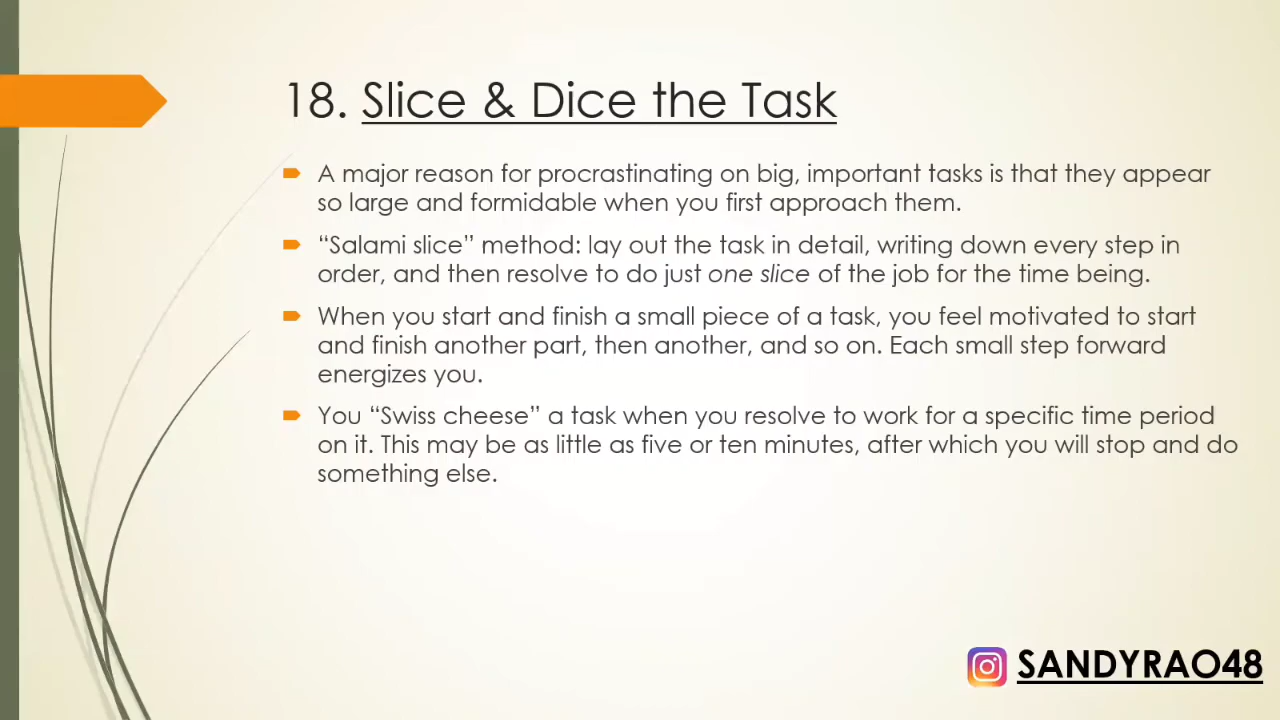 18. Slice & Dice the Task
A major reason for procrastinating on big, important tasks is that they appear
so large and formidable when you first approach them.
“Salami slice” method: lay out the task in detail, writing down every step in
order, and then resolve to do just one slice of the job for the time being.
When you start and finish a small piece of a task, you feel motivated to start
and finish another part, then another, and so on. Each small step forward
energizes you.
You “Swiss cheese” a task when you resolve to work for a specific time period
on it. This may be as little as five or ten minutes, after which you will stop and do
something else.
SANDYRAO48